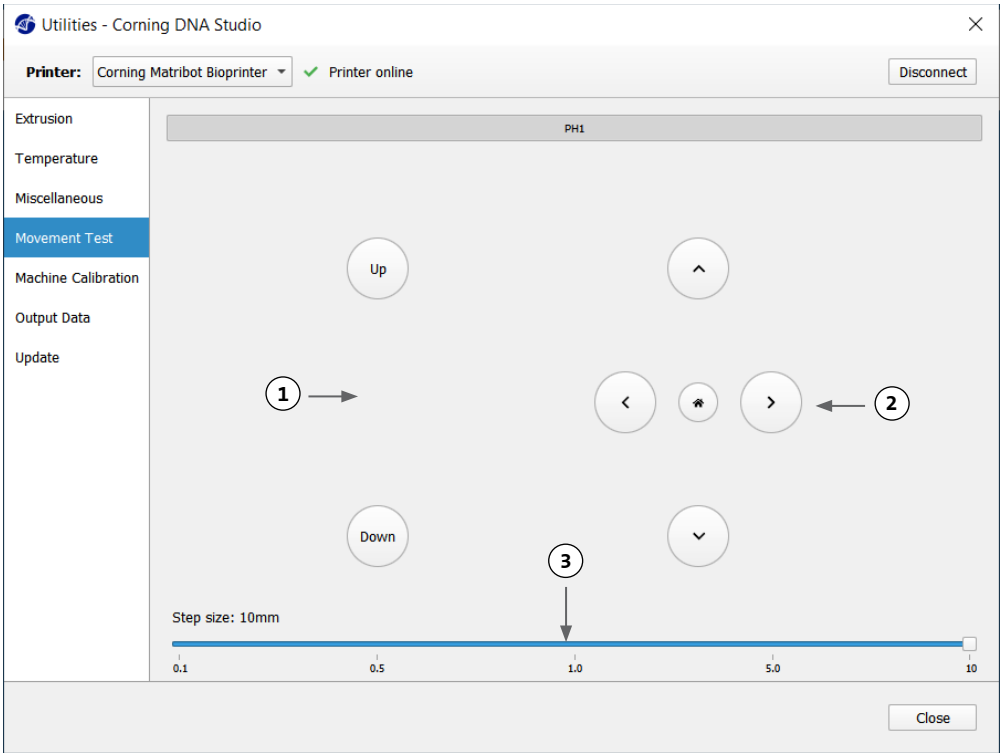 Utilities - Corning DNA Studio
Printer: Corning Matribot Bioprinter Printer online Disconnect
Extrusion
Temperature
Miscellaneous
Movement Test
Machine Calibration
Output Data
Update
PH1
Up
1
2
Down
3
Step size: 10mm
0.1 0.5 1.0 5.0 10
Close